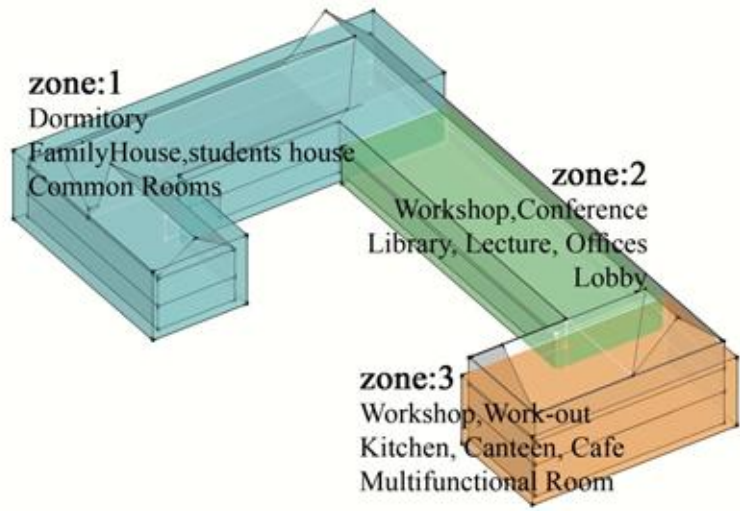 zone:1
Dormitory
FamilyHouse,students house
Common Rooms
zone:2
Workshop,Conference
Library, Lecture, Offices
Lobby
zone:3
Workshop,Work-out
Kitchen, Canteen, Cafe
Multifunctional Room